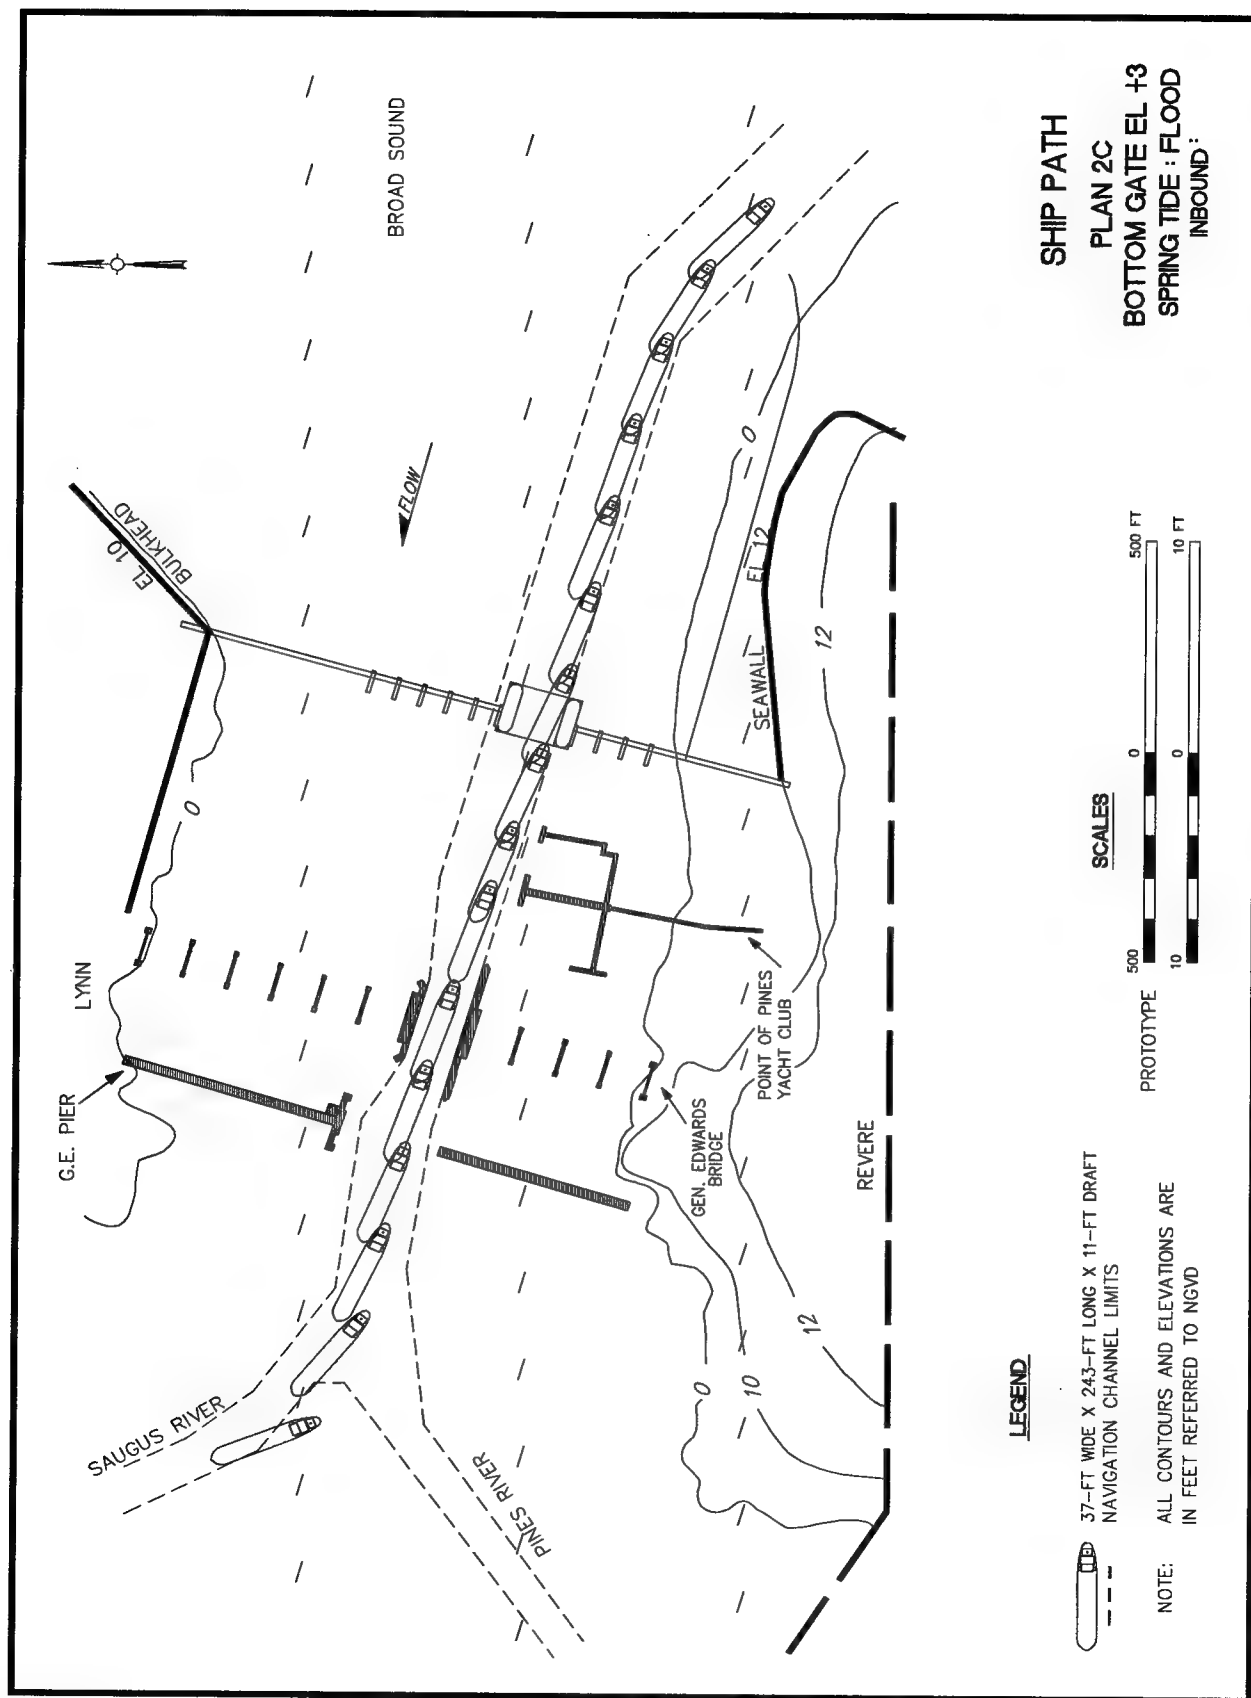 SHIP PATH
PLAN 2C
BOTTOM GATE EL +3
SPRING TIDE : FLOOD
INBOUND :
BROAD SOUND
FLOW
EL 10
BULKHEAD
0
LYNN
G.E. PIER
SAUGUS RIVER
PINES RIVER
0
SEAWALL EL 12
12
POINT OF PINES
YACHT CLUB
GEN. EDWARDS
BRIDGE
REVERE
0
10
12
SCALES
PROTOTYPE
500 0 500 FT
10 0 10 FT
LEGEND
37-FT WIDE X 243-FT LONG X 11-FT DRAFT
NAVIGATION CHANNEL LIMITS
NOTE: ALL CONTOURS AND ELEVATIONS ARE
IN FEET REFERRED TO NGVD